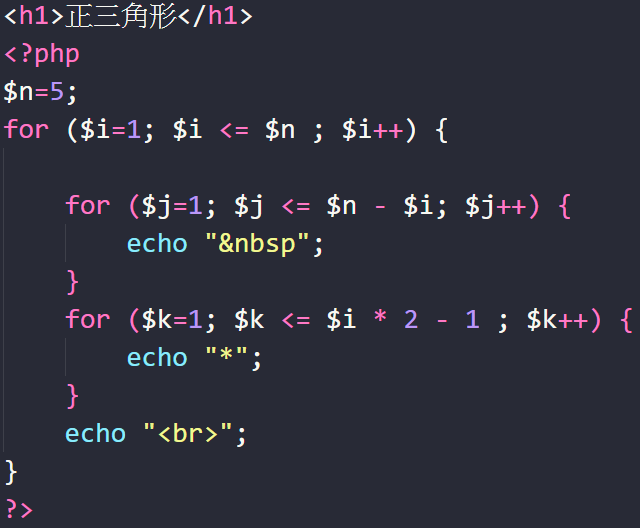 <h1>正三角形</h1>
<?php
$n=5;
for ($i=1; $i <= $n ; $i++) {
for ($j=1; $j <= $n - $i; $j++) {
echo "&nbsp";
}
for ($k=1; $k <= $i * 2 - 1 ; $k++) {
echo "*";
}
echo "<br>";
}
?>